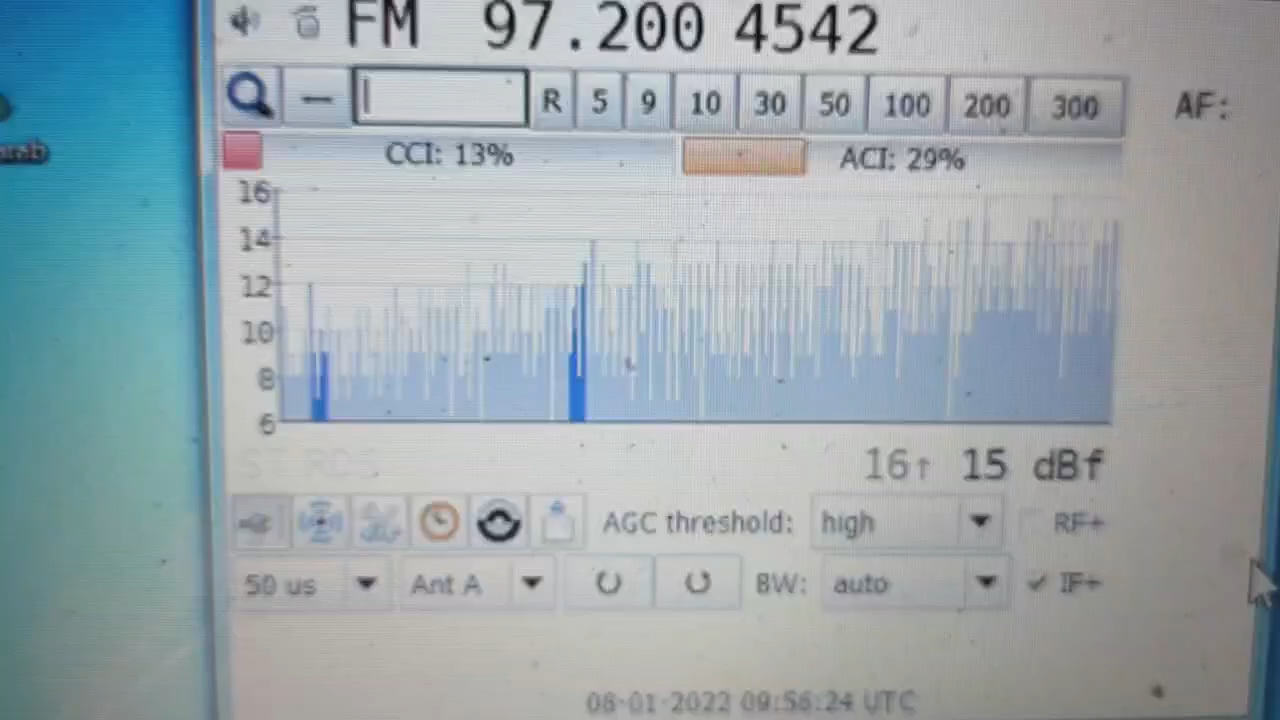 FM 97.200 4542
R 5 9 10 30 50 100 200 300 AF:
CCI: 13% ACI: 29%
16
14
12
10
8
6
ST RDS
16↑ 15 dBf
AGC threshold: high RF+
50 us Ant A BW: auto IF+
08-01-2022 09:56:24 UTC